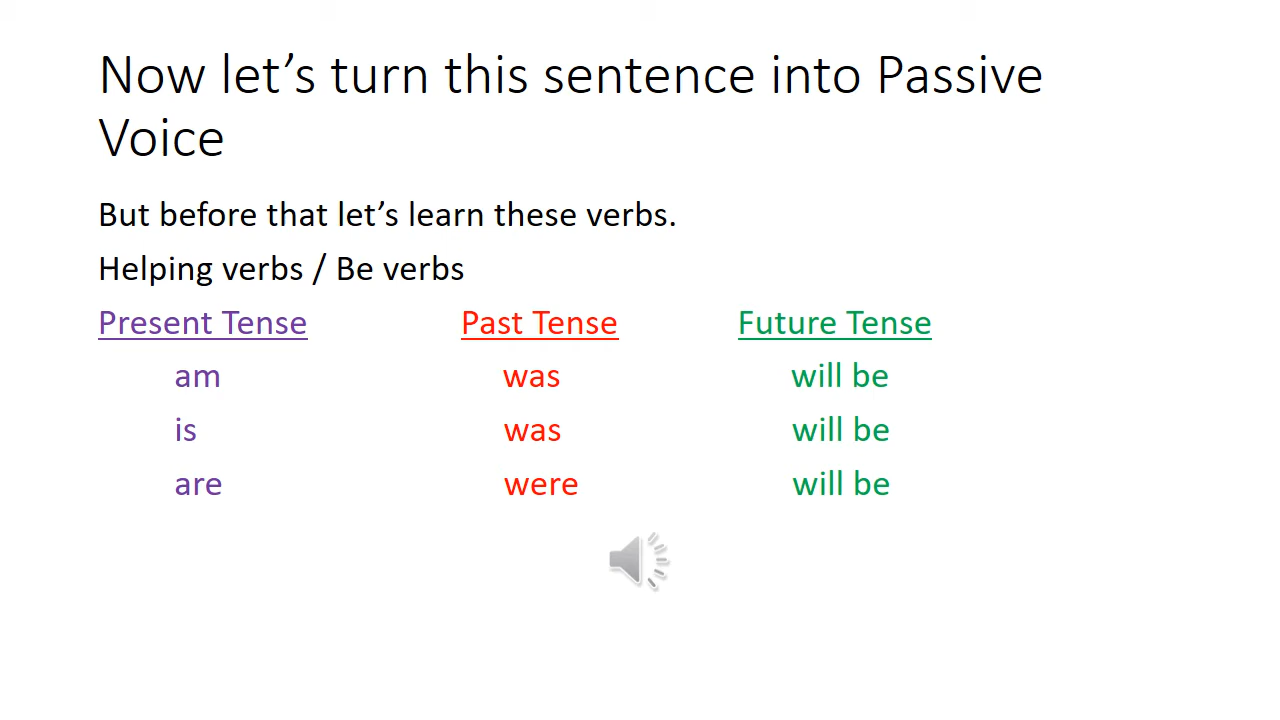 Now let’s turn this sentence into Passive
Voice
But before that let’s learn these verbs.
Helping verbs / Be verbs
Present Tense Past Tense Future Tense
am was will be
is was will be
are were will be